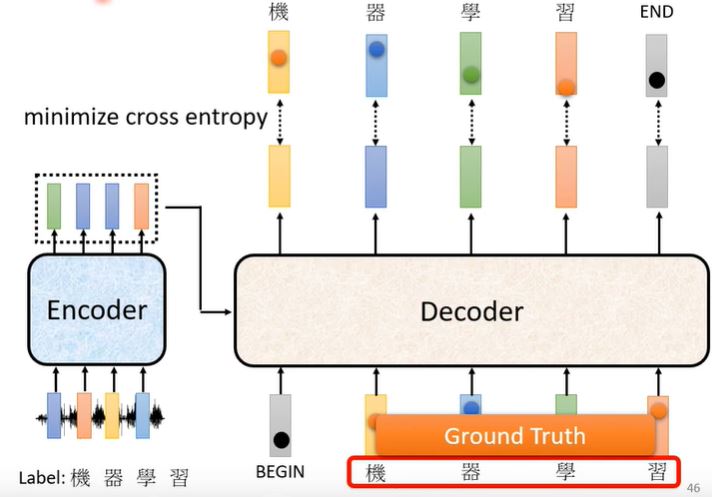 機 器 學 習 END
minimize cross entropy
Encoder
Decoder
Ground Truth
BEGIN 機 器 學 習
Label: 機 器 學 習
46